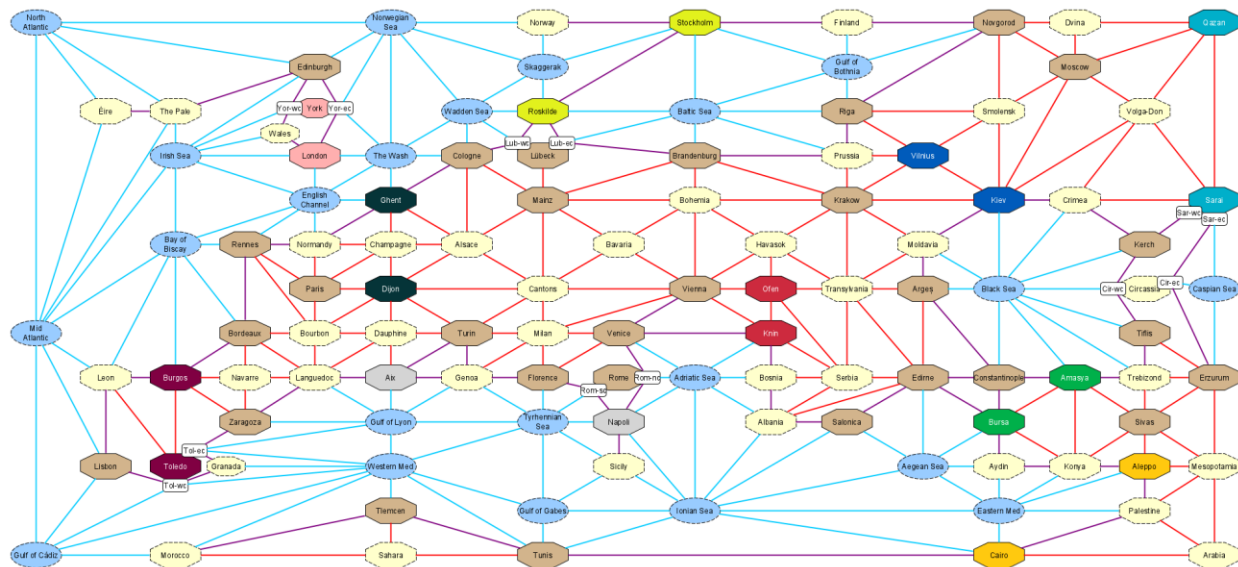 North
Atlantic
Norwegian
Sea
Norway
Stockholm
Finland
Novgorod
Dvina
Qazan
Edinburgh
Skaggerak
Gulf of
Bothnia
Moscow
Éire
The Pale
Yor-wc
York
Yor-ec
Wadden Sea
Roskilde
Baltic Sea
Riga
Smolensk
Volga-Don
Wales
Irish Sea
London
The Wash
Cologne
Lub-wc
Lübeck
Lub-ec
Brandenburg
Prussia
Vilnius
English
Channel
Ghent
Mainz
Bohemia
Krakow
Kiev
Crimea
Sarai
Sar-wc
Sar-ec
Bay of
Biscay
Rennes
Normandy
Champagne
Alsace
Bavaria
Havasok
Moldavia
Kerch
Paris
Dijon
Cantons
Vienna
Ofen
Transylvania
Argeș
Black Sea
Cir-wc
Circassia
Cir-ec
Caspian Sea
Mid
Atlantic
Bordeaux
Bourbon
Dauphine
Turin
Milan
Venice
Knin
Tiflis
Leon
Burgos
Navarre
Languedoc
Aix
Genoa
Florence
Rome
Rom-sc
Rom-nc
Adriatic Sea
Bosnia
Serbia
Edirne
Constantinople
Amasya
Trebizond
Erzurum
Zaragoza
Gulf of Lyon
Tyrhennian
Sea
Napoli
Albania
Salonica
Bursa
Sivas
Tol-ec
Lisbon
Toledo
Granada
Tol-wc
Western Med
Sicily
Aegean Sea
Aydin
Konya
Aleppo
Mesopotamia
Tlemcen
Gulf of Gabes
Ionian Sea
Eastern Med
Palestine
Gulf of Cádiz
Morocco
Sahara
Tunis
Cairo
Arabia